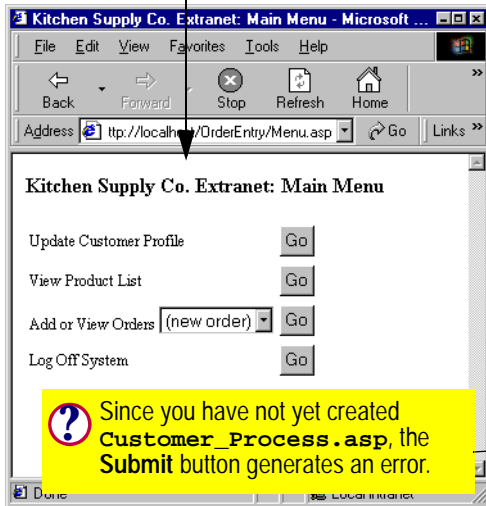 Kitchen Supply Co. Extranet: Main Menu - Microsoft ...
File Edit View Favorites Tools Help
Back Forward Stop Refresh Home »
Address ttp://localhost/OrderEntry/Menu.asp Go Links »
Kitchen Supply Co. Extranet: Main Menu
Update Customer Profile Go
View Product List Go
Add or View Orders (new order) Go
Log Off System Go
? Since you have not yet created
Customer_Process.asp, the
Submit button generates an error.
Done Local intranet